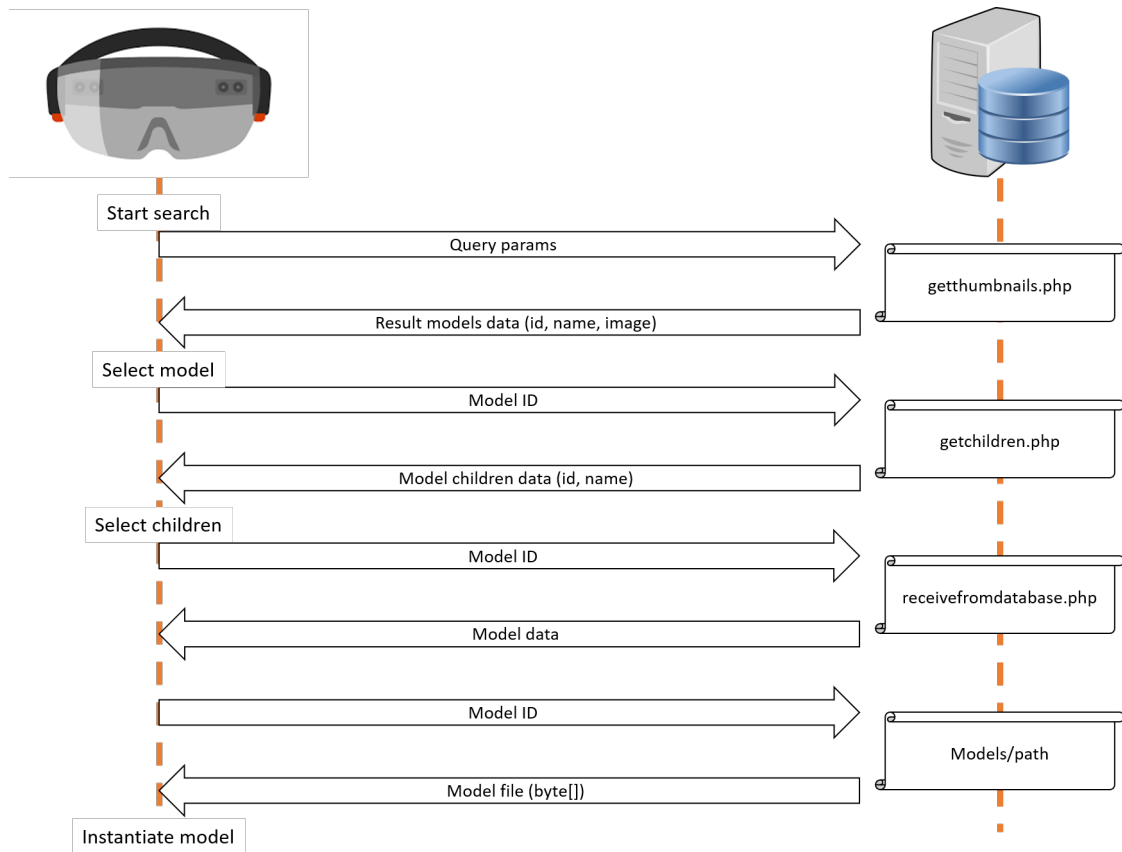 Start search
Query params
getthumbnails.php
Result models data (id, name, image)
Select model
Model ID
getchildren.php
Model children data (id, name)
Select children
Model ID
receivefromdatabase.php
Model data
Model ID
Models/path
Model file (byte[])
Instantiate model